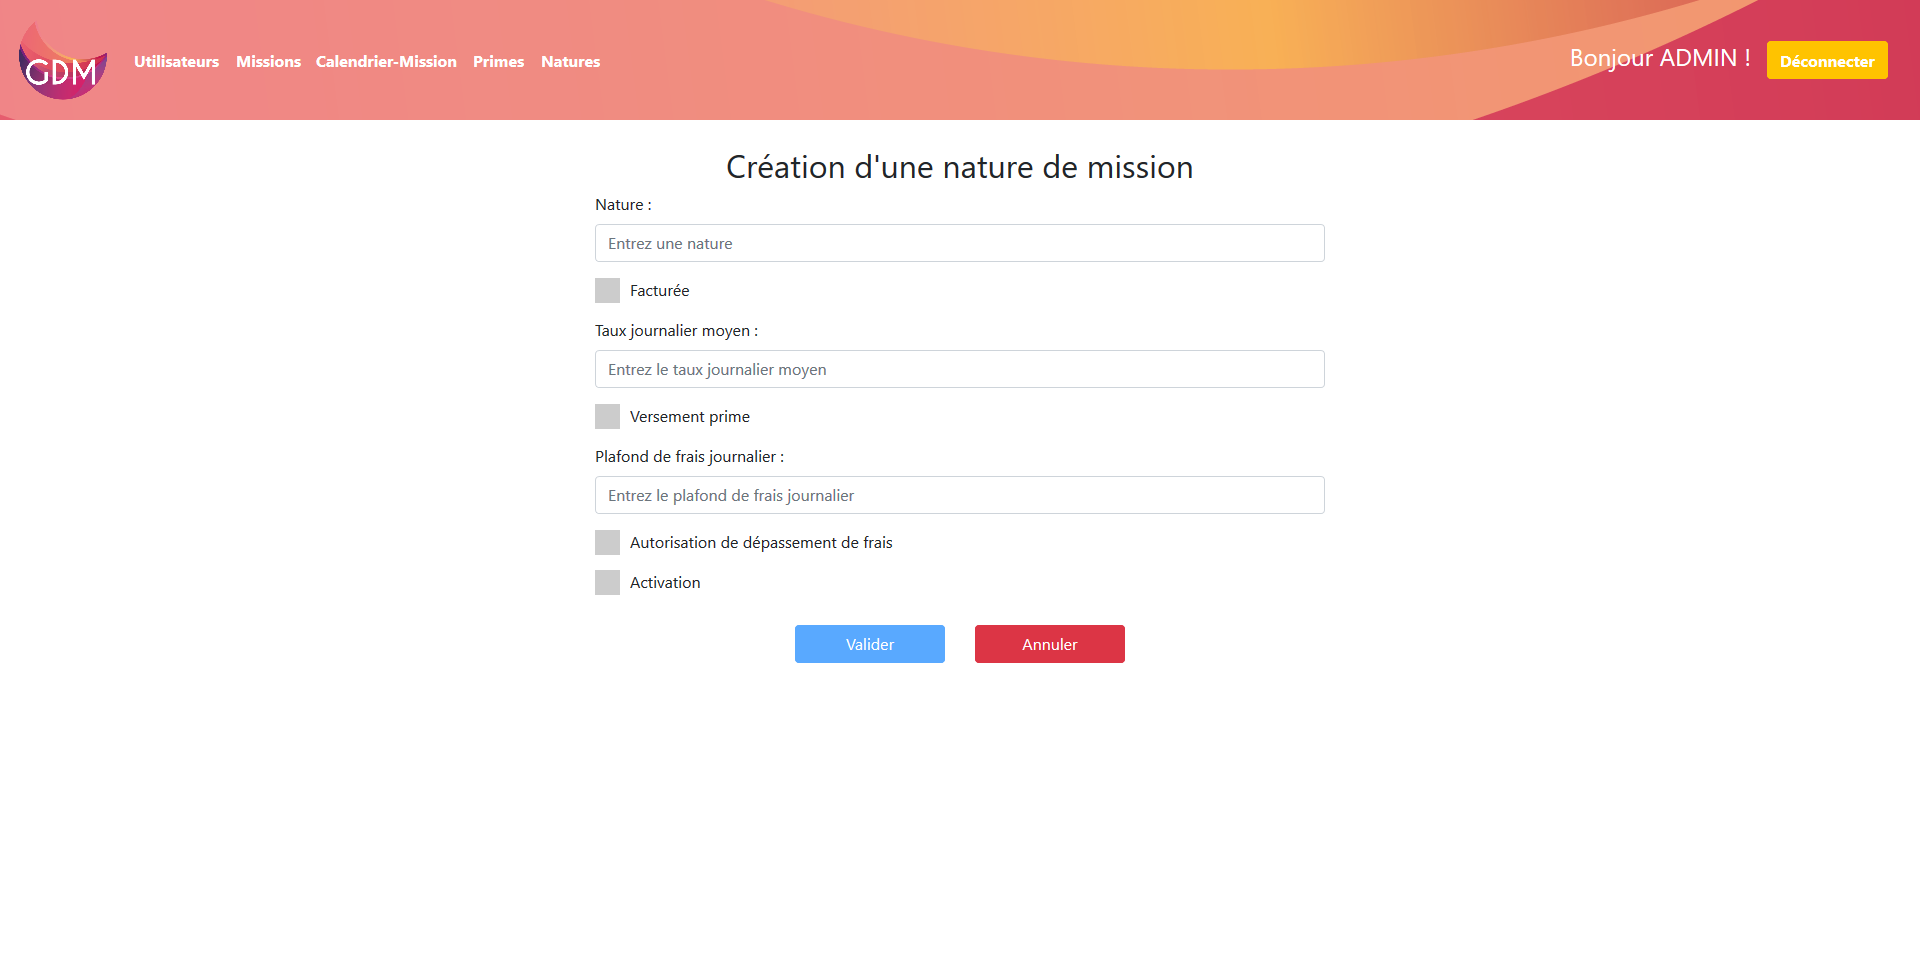 GDM
Utilisateurs Missions Calendrier-Mission Primes Natures
Bonjour ADMIN ! Déconnecter
Création d'une nature de mission
Nature :
Entrez une nature
Facturée
Taux journalier moyen :
Entrez le taux journalier moyen
Versement prime
Plafond de frais journalier :
Entrez le plafond de frais journalier
Autorisation de dépassement de frais
Activation
Valider Annuler